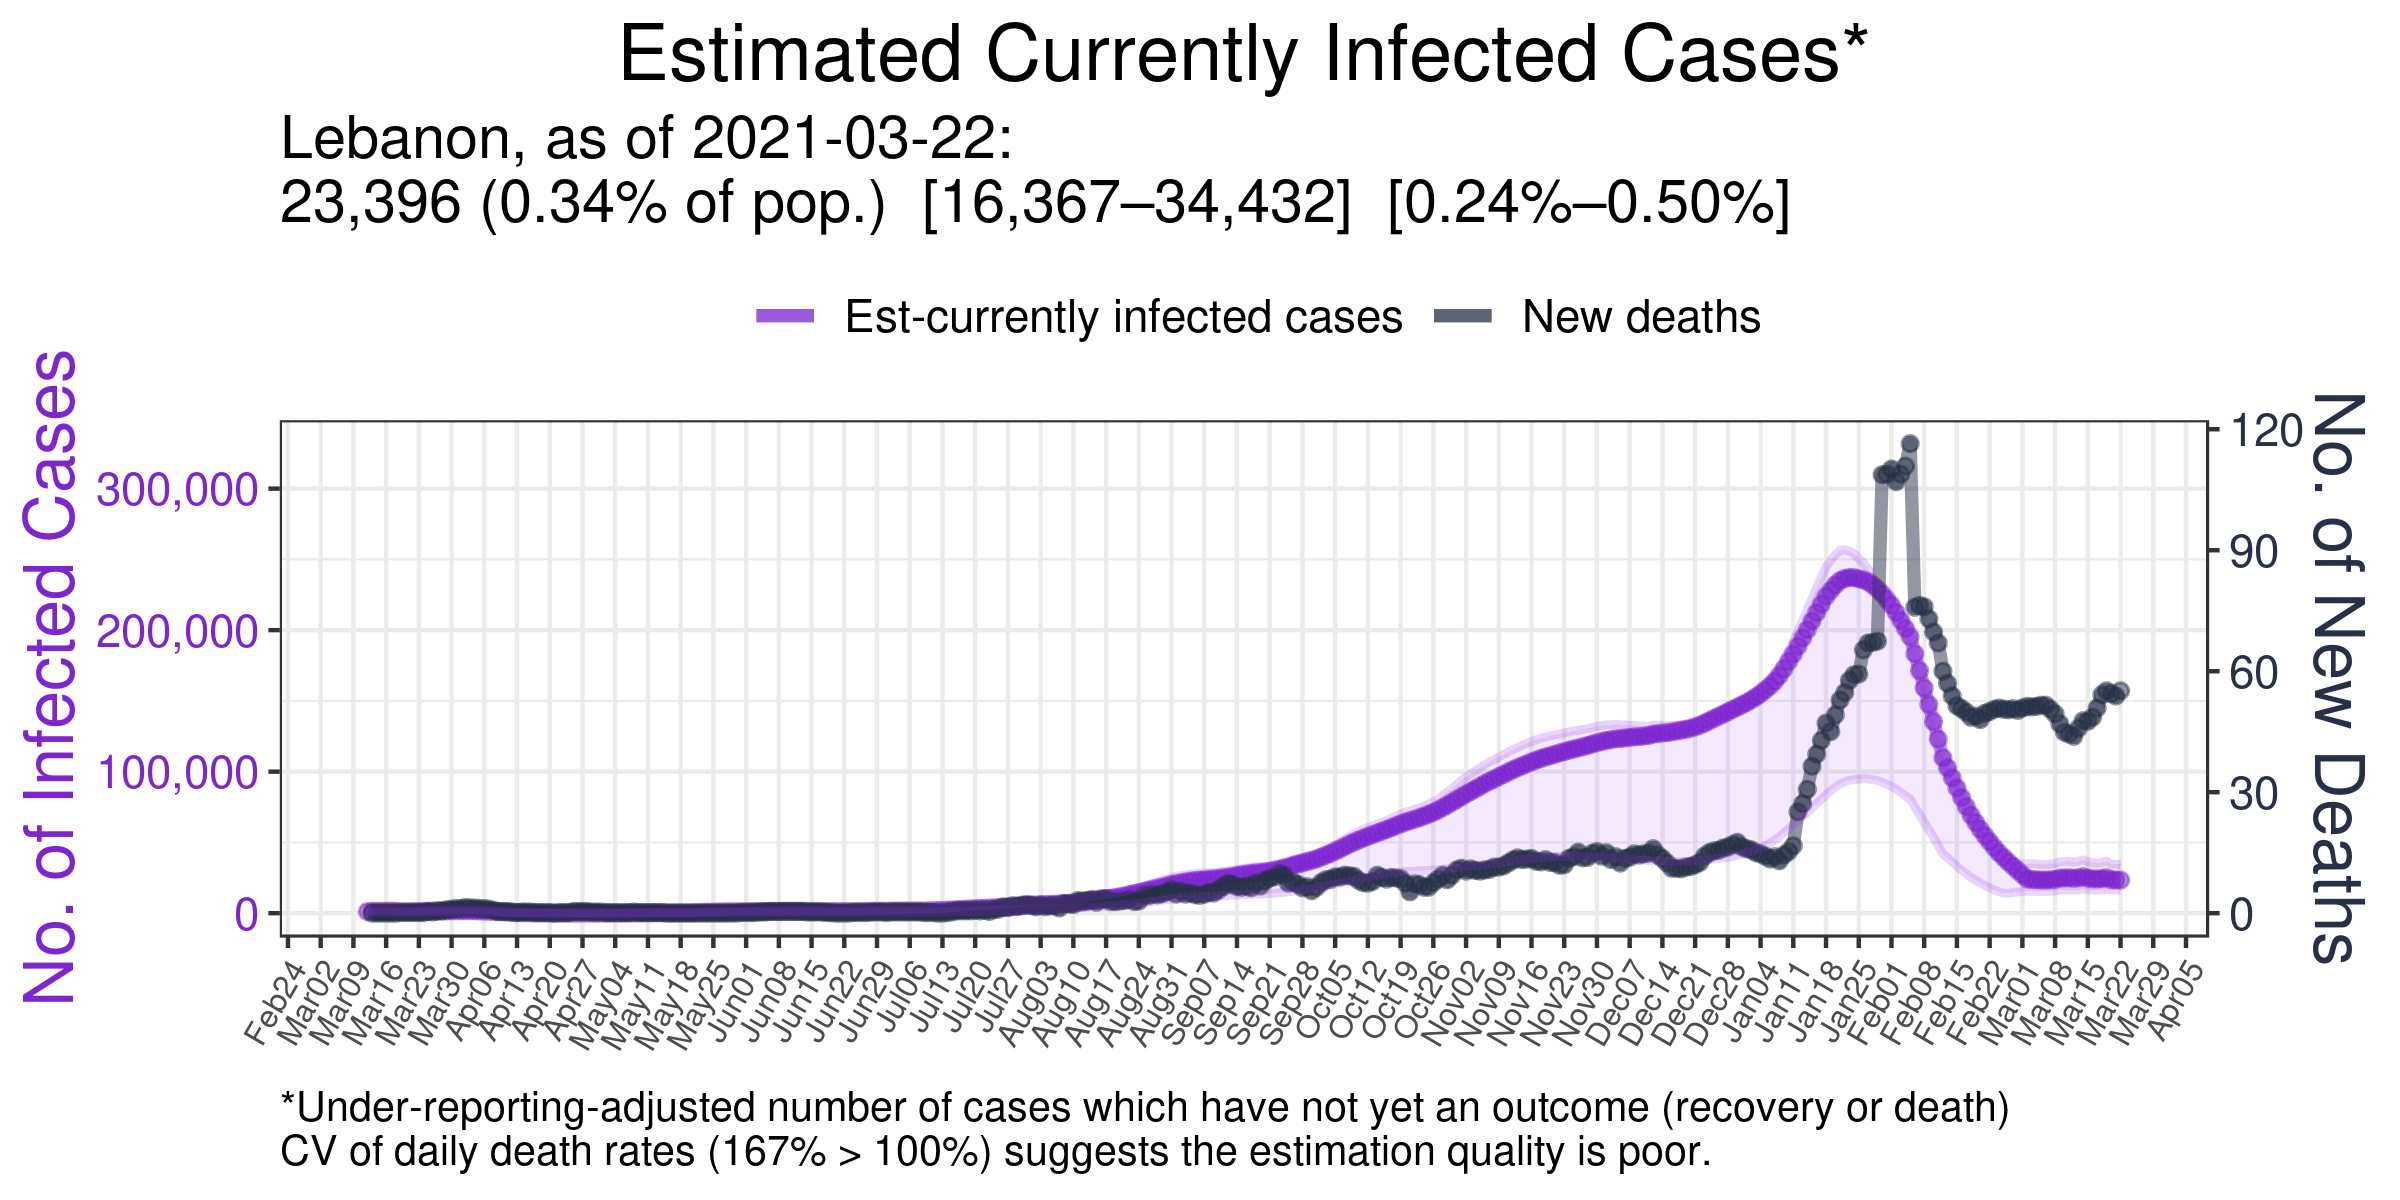 Estimated Currently Infected Cases*
Lebanon, as of 2021-03-22:
23,396 (0.34% of pop.)  [16,367–34,432]  [0.24%–0.50%]
Est-currently infected cases
New deaths
No. of Infected Cases
300,000
200,000
100,000
0
120
90
60
30
0
No. of New Deaths
Feb24
Mar02
Mar09
Mar16
Mar23
Mar30
Apr06
Apr13
Apr20
Apr27
May04
May11
May18
May25
Jun01
Jun08
Jun15
Jun22
Jun29
Jul06
Jul13
Jul20
Jul27
Aug03
Aug10
Aug17
Aug24
Aug31
Sep07
Sep14
Sep21
Sep28
Oct05
Oct12
Oct19
Oct26
Nov02
Nov09
Nov16
Nov23
Nov30
Dec07
Dec14
Dec21
Dec28
Jan04
Jan11
Jan18
Jan25
Feb01
Feb08
Feb15
Feb22
Mar01
Mar08
Mar15
Mar22
Mar29
Apr05
*Under-reporting-adjusted number of cases which have not yet an outcome (recovery or death)
CV of daily death rates (167% > 100%) suggests the estimation quality is poor.